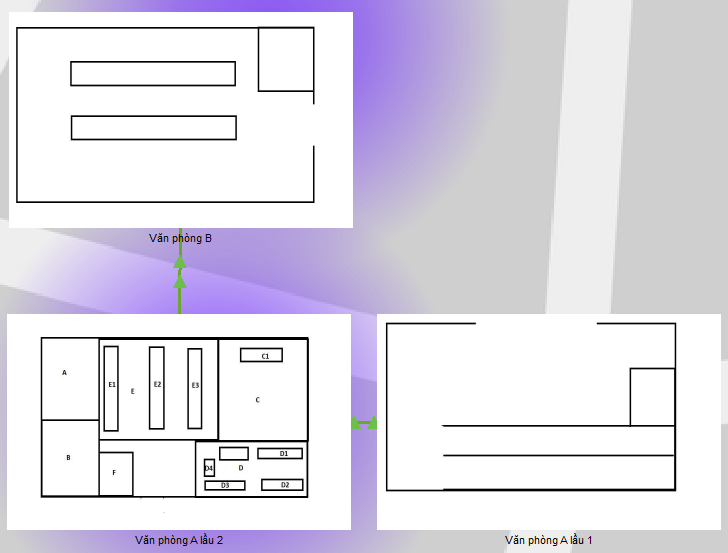 Văn phòng B
A
E1
E
E2
E3
C1
C
B
F
D4
D
D1
D3
D2
Văn phòng A lầu 2
Văn phòng A lầu 1